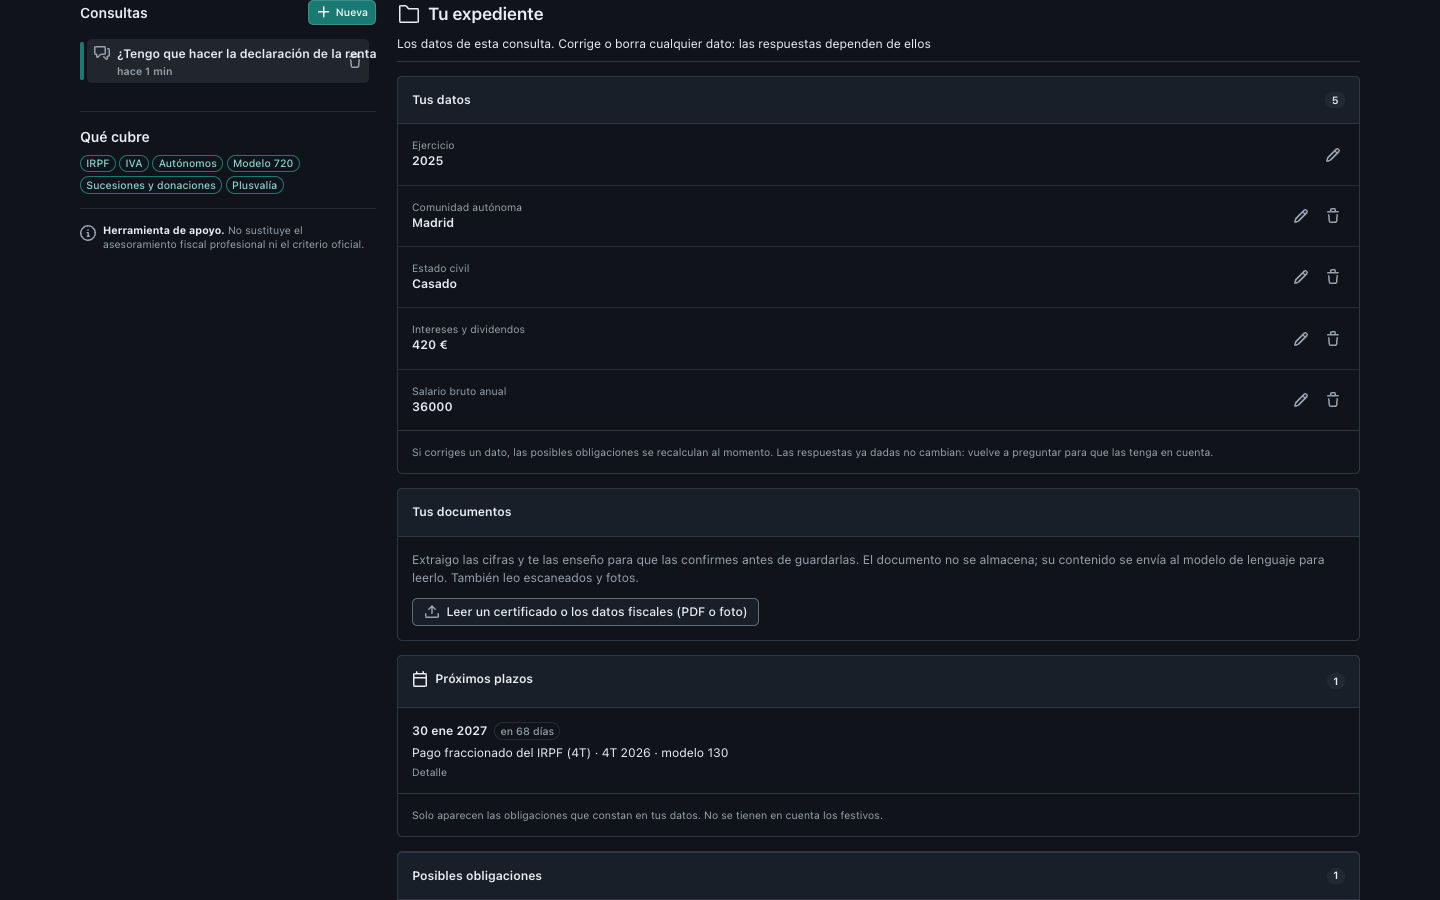 Consultas
Nueva
¿Tengo que hacer la declaración de la renta
hace 1 min
Qué cubre
IRPF
IVA
Autónomos
Modelo 720
Sucesiones y donaciones
Plusvalía
Herramienta de apoyo. No sustituye el
asesoramiento fiscal profesional ni el criterio oficial.
Tu expediente
Los datos de esta consulta. Corrige o borra cualquier dato: las respuestas dependen de ellos
Tus datos
5
Ejercicio
2025
Comunidad autónoma
Madrid
Estado civil
Casado
Intereses y dividendos
420 €
Salario bruto anual
36000
Si corriges un dato, las posibles obligaciones se recalculan al momento. Las respuestas ya dadas no cambian: vuelve a preguntar para que las tenga en cuenta.
Tus documentos
Extraigo las cifras y te las enseño para que las confirmes antes de guardarlas. El documento no se almacena; su contenido se envía al modelo de lenguaje para
leerlo. También leo escaneados y fotos.
Leer un certificado o los datos fiscales (PDF o foto)
Próximos plazos
1
30 ene 2027 en 68 días
Pago fraccionado del IRPF (4T) · 4T 2026 · modelo 130
Detalle
Solo aparecen las obligaciones que constan en tus datos. No se tienen en cuenta los festivos.
Posibles obligaciones
1